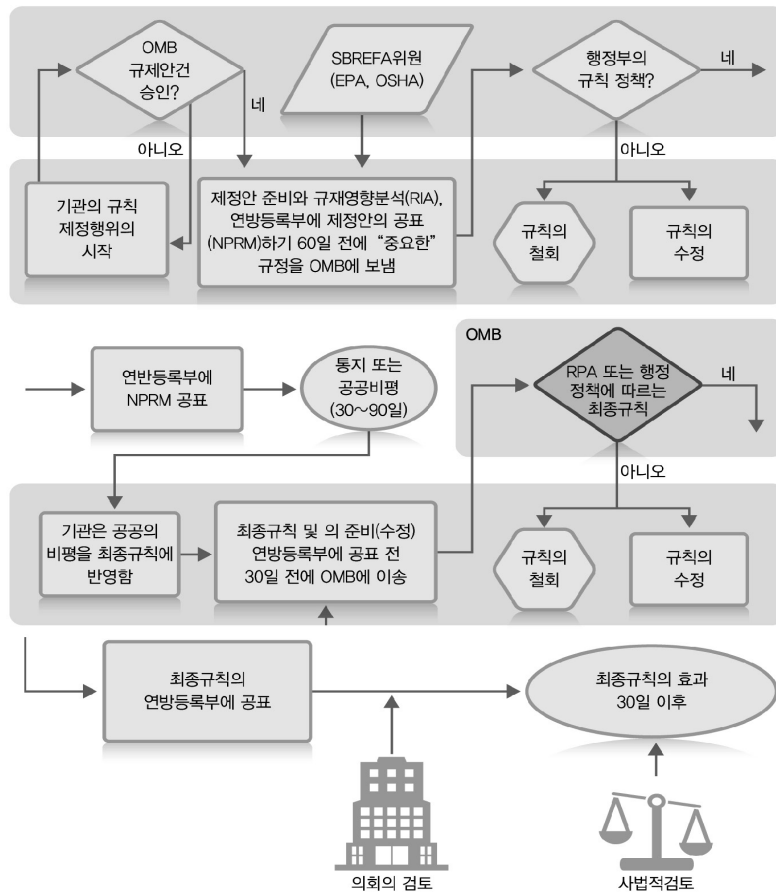 OMB
규제안건
승인?
네
아니오
SBREFA위원
(EPA, OSHA)
행정부의
규칙 정책?
네
아니오
기관의 규칙
제정행위의
시작
제정안 준비와 규재영향분석(RIA),
연방등록부에 제정안의 공표
(NPRM)하기 60일 전에 “중요한”
규정을 OMB에 보냄
규칙의
철회
규칙의
수정
연반등록부에
NPRM 공표
통지 또는
공공비평
(30～90일)
OMB
RPA 또는 행정
정책에 따르는
최종규칙
네
아니오
기관은 공공의
비평을 최종규칙에
반영함
최종규칙 및 의 준비(수정)
연방등록부에 공표 전
30일 전에 OMB에 이송
규칙의
철회
규칙의
수정
최종규칙의
연방등록부에 공표
최종규칙의 효과
30일 이후
의회의 검토
사법적검토